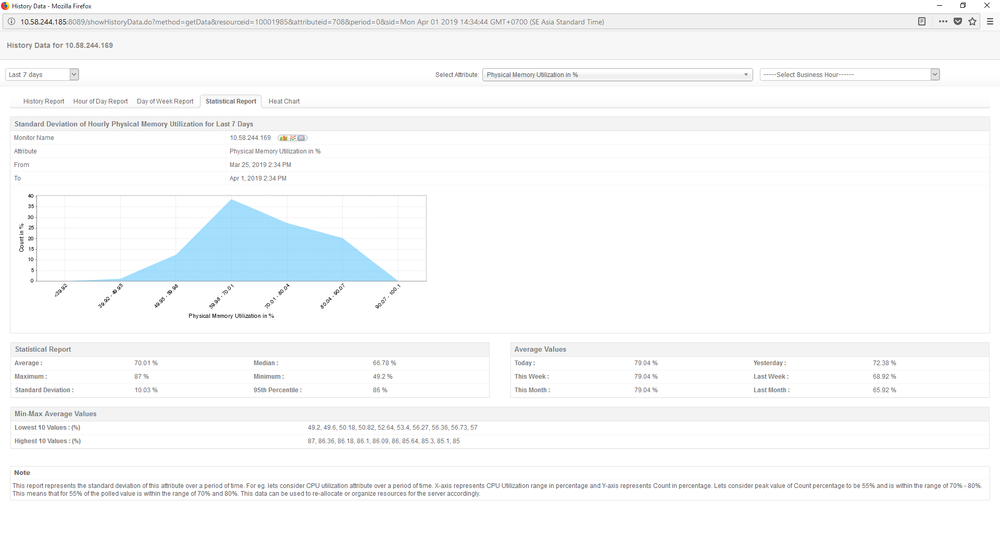 History Data - Mozilla Firefox
10.58.244.185:8089/showHistoryData.do?method=getData&resourceid=10001985&attributeid=708&period=0&sid=Mon Apr 01 2019 14:34:44 GMT+0700 (SE Asia Standard Time)
History Data for 10.58.244.169
Last 7 days
Select Attribute: Physical Memory Utilization in % -----Select Business Hour------
History Report Hour of Day Report Day of Week Report Statistical Report Heat Chart
Standard Deviation of Hourly Physical Memory Utilization for Last 7 Days
Monitor Name 10.58.244.169
Attribute Physical Memory Utilization in %
From Mar 25, 2019 2:34 PM
To Apr 1, 2019 2:34 PM
Count in %
40
35
30
25
20
15
10
5
0
<39.92 39.92 - 49.95 49.95 - 59.98 59.98 - 70.01 70.01 - 80.04 80.04 - 90.07 90.07 - 100.1
Physical Memory Utilization in %
Statistical Report
Average : 70.01 % Median : 66.78 %
Maximum : 87 % Minimum : 49.2 %
Standard Deviation : 10.03 % 95th Percentile : 86 %
Average Values
Today : 79.04 % Yesterday : 72.38 %
This Week : 79.04 % Last Week : 68.92 %
This Month : 79.04 % Last Month : 65.92 %
Min-Max Average Values
Lowest 10 Values : (%) 49.2, 49.6, 50.18, 50.82, 52.64, 53.4, 56.27, 56.36, 56.73, 57
Highest 10 Values : (%) 87, 86.36, 86.18, 86.1, 86.09, 86, 85.64, 85.3, 85.1, 85
Note
This report represents the standard deviation of this attribute over a period of time. For eg. lets consider CPU utilization attribute over a period of time. X-axis represents CPU Utilization range in percentage and Y-axis represents Count in percentage. Lets consider peak value of Count percentage to be 55% and is within the range of 70% - 80%.
This means that for 55% of the polled value is within the range of 70% and 80%. This data can be used to re-allocate or organize resources for the server accordingly.